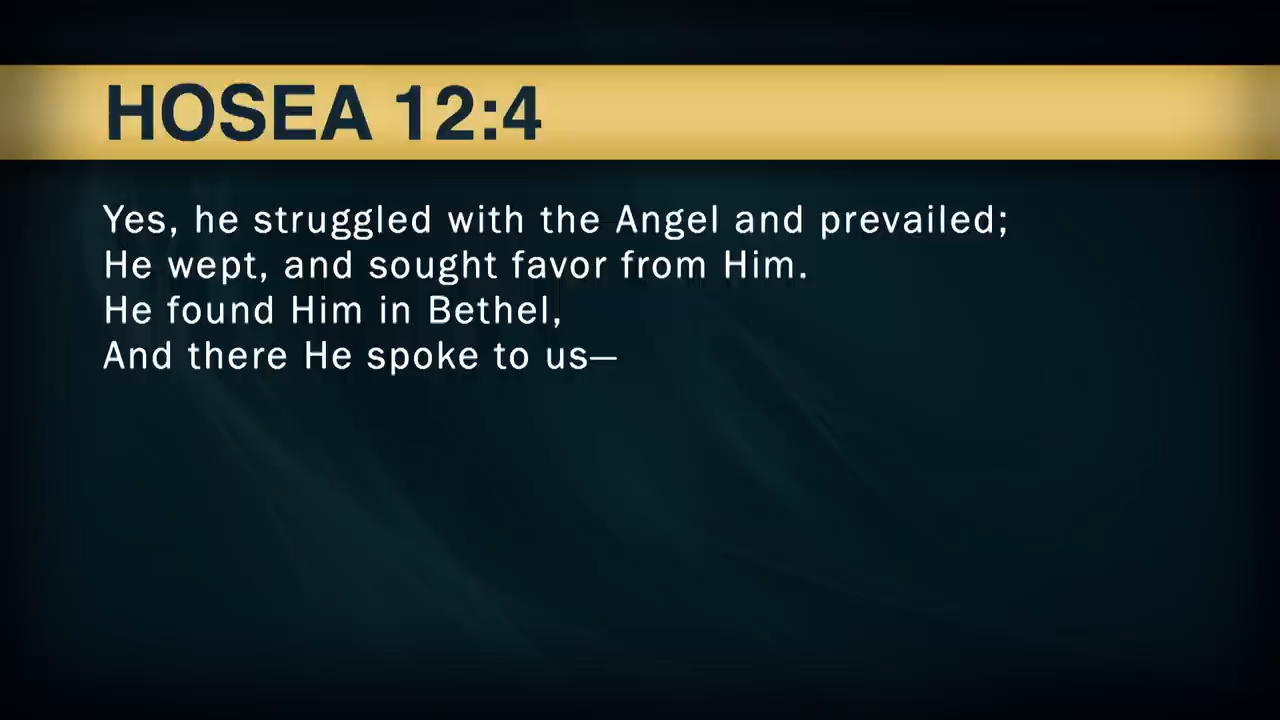 HOSEA 12:4
Yes, he struggled with the Angel and prevailed;
He wept, and sought favor from Him.
He found Him in Bethel,
And there He spoke to us—